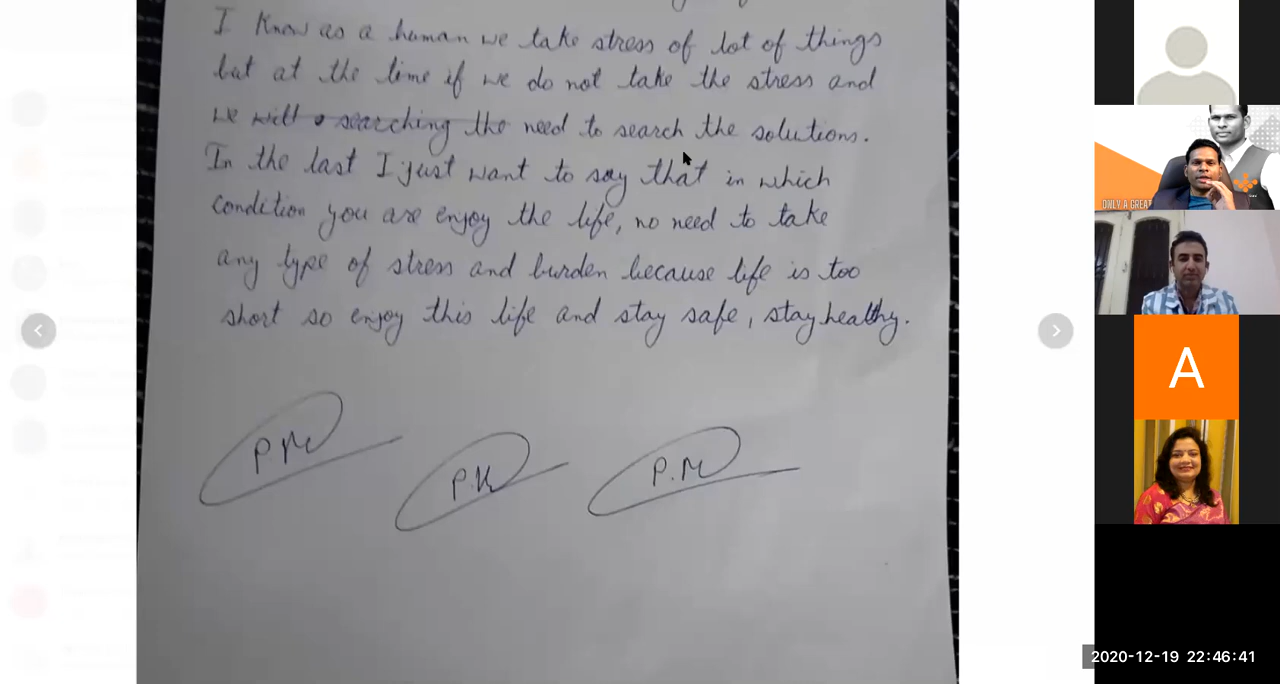 I Know as a human we take stress of lot of things
but at the time if we do not take the stress and
we will searching the need to search the solutions.
In the last I just want to say that in which
condition you are enjoy the life, no need to take
any type of stress and burden because life is too
short so enjoy this life and stay safe, stay healthy.
P.M P.K P.M
ONLY A GREA
A
2020-12-19 22:46:41